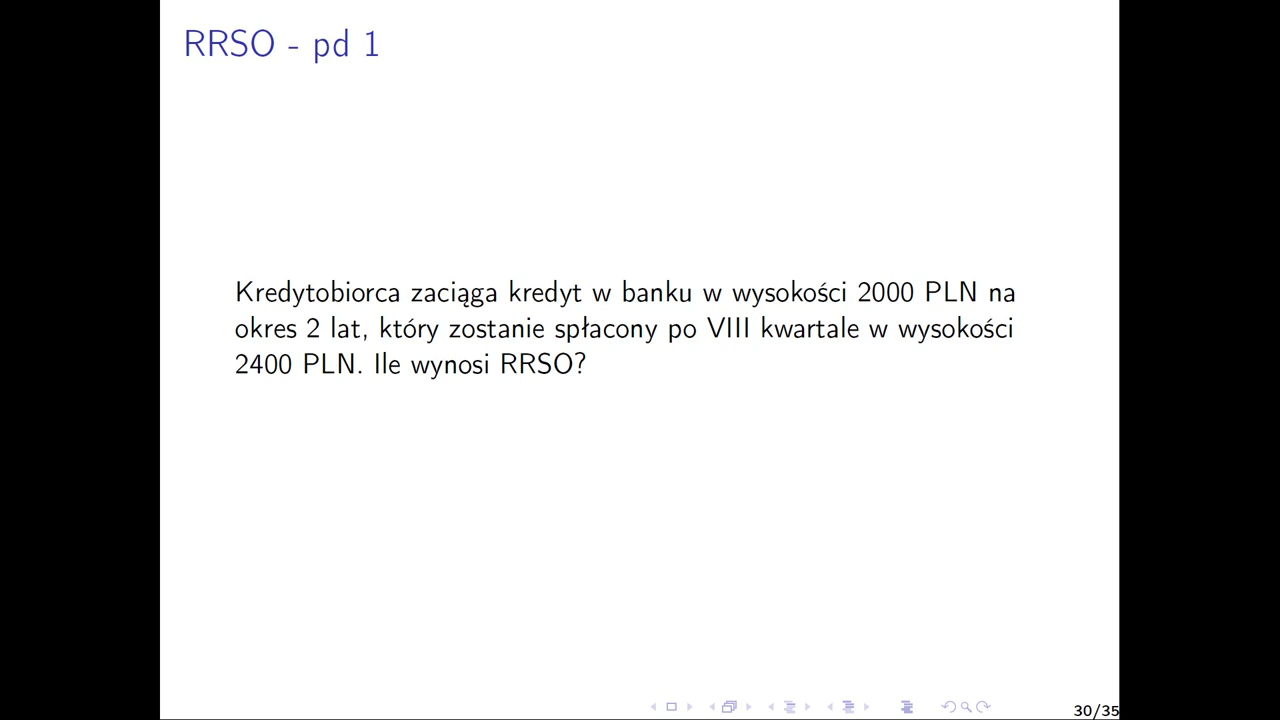 RRSO - pd 1
Kredytobiorca zaciąga kredyt w banku w wysokości 2000 PLN na
okres 2 lat, który zostanie spłacony po VIII kwartale w wysokości
2400 PLN. Ile wynosi RRSO?
30/35